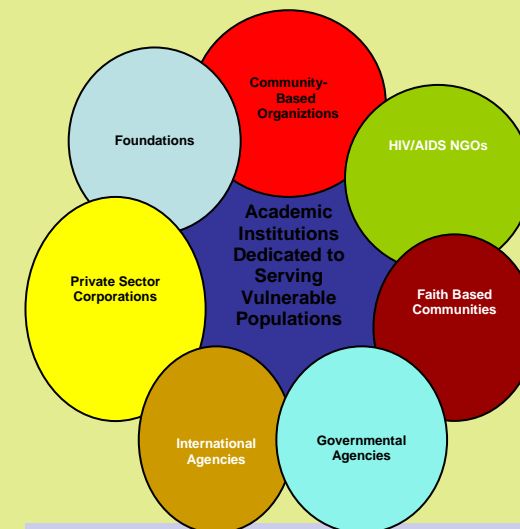 Community-
Based
Organiztions
Foundations
HIV/AIDS NGOs
Academic
Institutions
Dedicated to
Serving
Vulnerable
Populations
Private Sector
Corporations
Faith Based
Communities
International
Agencies
Governmental
Agencies